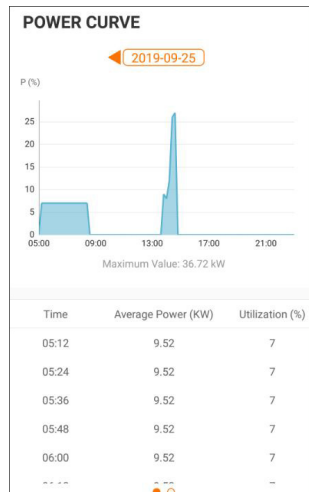 POWER CURVE
2019-09-25
P (%)
25
20
15
10
5
0
05:00 09:00 13:00 17:00 21:00
Maximum Value: 36.72 kW
Time Average Power (KW) Utilization (%)
05:12 9.52 7
05:24 9.52 7
05:36 9.52 7
05:48 9.52 7
06:00 9.52 7